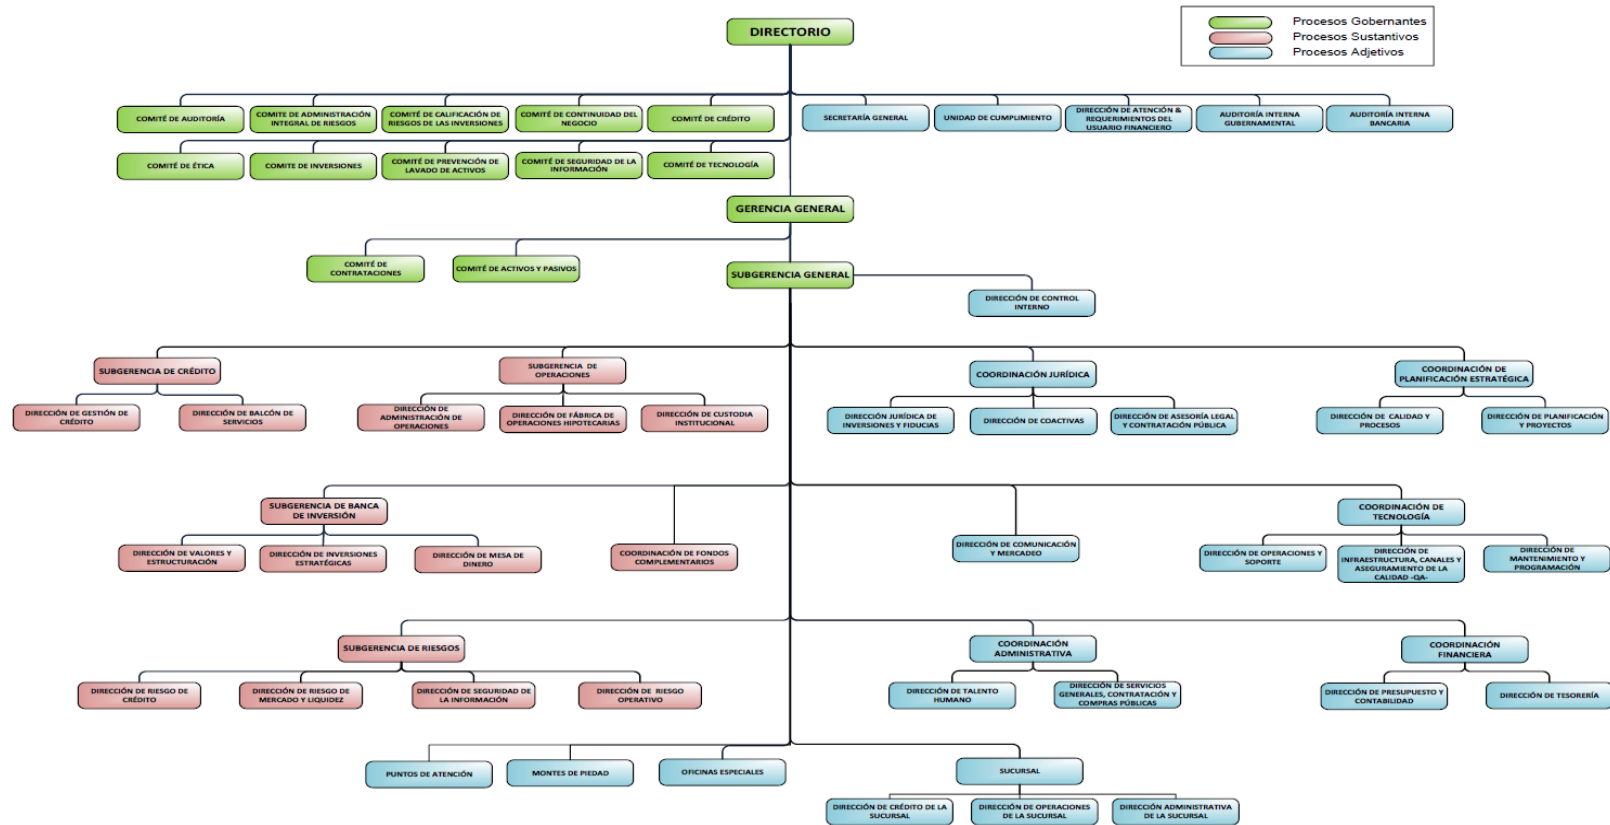 DIRECTORIO
Procesos Gobernantes
Procesos Sustantivos
Procesos Adjetivos
COMITÉ DE AUDITORÍA
COMITE DE ADMINISTRACIÓN
INTEGRAL DE RIESGOS
COMITÉ DE CALIFICACIÓN DE
RIESGOS DE LAS INVERSIONES
COMITÉ DE CONTINUIDAD DEL
NEGOCIO
COMITÉ DE CRÉDITO
SECRETARÍA GENERAL
UNIDAD DE CUMPLIMIENTO
DIRECCIÓN DE ATENCIÓN &
REQUERIMIENTOS DEL
USUARIO FINANCIERO
AUDITORÍA INTERNA
GUBERNAMENTAL
AUDITORÍA INTERNA
BANCARIA
COMITÉ DE ÉTICA
COMITE DE INVERSIONES
COMITÉ DE PREVENCIÓN DE
LAVADO DE ACTIVOS
COMITÉ DE SEGURIDAD DE LA
INFORMACIÓN
COMITÉ DE TECNOLOGÍA
GERENCIA GENERAL
COMITÉ DE
CONTRATACIONES
COMITÉ DE ACTIVOS Y PASIVOS
SUBGERENCIA GENERAL
DIRECCIÓN DE CONTROL
INTERNO
SUBGERENCIA DE CRÉDITO
SUBGERENCIA DE
OPERACIONES
COORDINACIÓN JURÍDICA
COORDINACIÓN DE
PLANIFICACIÓN ESTRATÉGICA
DIRECCIÓN DE GESTIÓN DE
CRÉDITO
DIRECCIÓN DE BALCÓN DE
SERVICIOS
DIRECCIÓN DE
ADMINISTRACIÓN DE
OPERACIONES
DIRECCIÓN DE FÁBRICA DE
OPERACIONES HIPOTECARIAS
DIRECCIÓN DE CUSTODIA
INSTITUCIONAL
DIRECCIÓN JURÍDICA DE
INVERSIONES Y FIDUCIAS
DIRECCIÓN DE COACTIVAS
DIRECCIÓN DE ASESORÍA LEGAL
Y CONTRATACIÓN PÚBLICA
DIRECCIÓN DE CALIDAD Y
PROCESOS
DIRECCIÓN DE PLANIFICACIÓN
Y PROYECTOS
SUBGERENCIA DE BANCA
DE INVERSIÓN
COORDINACIÓN DE
TECNOLOGÍA
DIRECCIÓN DE VALORES Y
ESTRUCTURACIÓN
DIRECCIÓN DE INVERSIONES
ESTRATÉGICAS
DIRECCIÓN DE MESA DE
DINERO
COORDINACIÓN DE FONDOS
COMPLEMENTARIOS
DIRECCIÓN DE COMUNICACIÓN
Y MERCADEO
DIRECCIÓN DE OPERACIONES Y
SOPORTE
DIRECCIÓN DE
INFRAESTRUCTURA, CANALES Y
ASEGURAMIENTO DE LA
CALIDAD -QA-
DIRECCIÓN DE
MANTENIMIENTO Y
PROGRAMACIÓN
SUBGERENCIA DE RIESGOS
COORDINACIÓN
ADMINISTRATIVA
COORDINACIÓN
FINANCIERA
DIRECCIÓN DE RIESGO DE
CRÉDITO
DIRECCIÓN DE RIESGO DE
MERCADO Y LIQUIDEZ
DIRECCIÓN DE SEGURIDAD DE
LA INFORMACIÓN
DIRECCIÓN DE RIESGO
OPERATIVO
DIRECCIÓN DE TALENTO
HUMANO
DIRECCIÓN DE SERVICIOS
GENERALES, CONTRATACIÓN Y
COMPRAS PÚBLICAS
DIRECCIÓN DE PRESUPUESTO Y
CONTABILIDAD
DIRECCIÓN DE TESORERÍA
PUNTOS DE ATENCIÓN
MONTES DE PIEDAD
OFICINAS ESPECIALES
SUCURSAL
DIRECCIÓN DE CRÉDITO DE LA
SUCURSAL
DIRECCIÓN DE OPERACIONES
DE LA SUCURSAL
DIRECCIÓN ADMINISTRATIVA DE
LA SUCURSAL